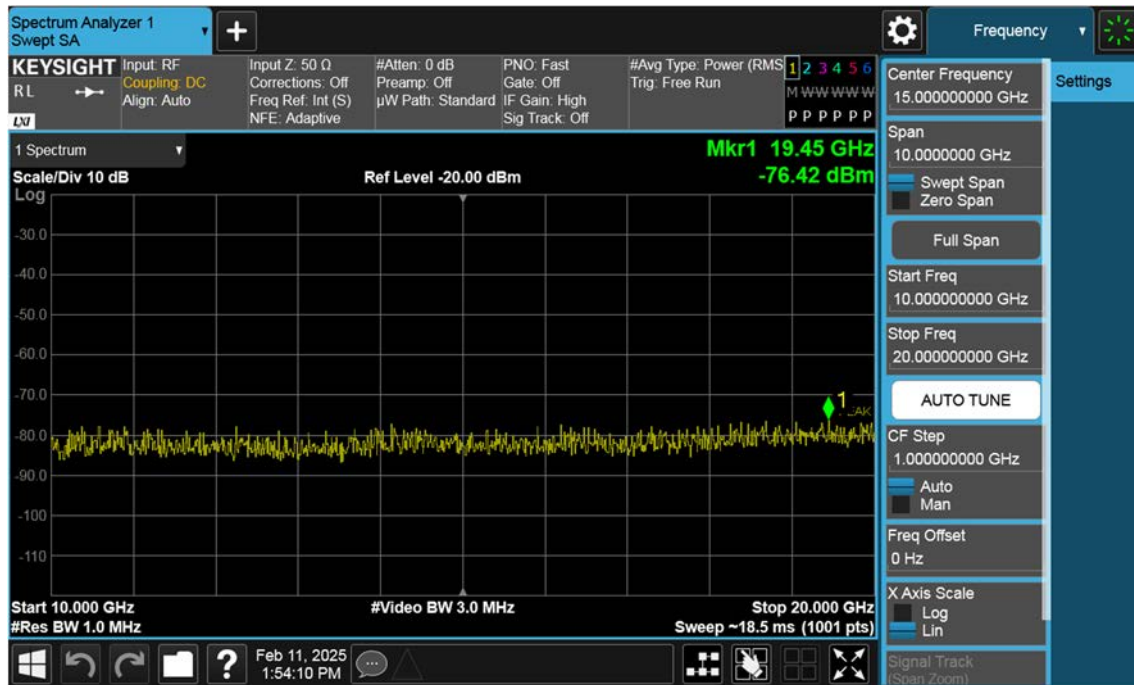 Spectrum Analyzer 1
Swept SA
Frequency
KEYSIGHT
RL
LXI
Input: RF
Coupling: DC
Align: Auto
Input Z: 50 Ω
Corrections: Off
Freq Ref: Int (S)
NFE: Adaptive
#Atten: 0 dB
Preamp: Off
µW Path: Standard
PNO: Fast
Gate: Off
IF Gain: High
Sig Track: Off
#Avg Type: Power (RMS
Trig: Free Run
1 2 3 4 5 6
M W W W W W
P P P P P P
1 Spectrum
Mkr1 19.45 GHz
-76.42 dBm
Scale/Div 10 dB
Ref Level -20.00 dBm
Log
-30.0
-40.0
-50.0
-60.0
-70.0
-80.0
-90.0
-100
-110
1
Start 10.000 GHz
#Video BW 3.0 MHz
Stop 20.000 GHz
#Res BW 1.0 MHz
Sweep ~18.5 ms (1001 pts)
Center Frequency
15.000000000 GHz
Settings
Span
10.0000000 GHz
Swept Span
Zero Span
Full Span
Start Freq
10.000000000 GHz
Stop Freq
20.000000000 GHz
AUTO TUNE
CF Step
1.000000000 GHz
Auto
Man
Freq Offset
0 Hz
X Axis Scale
Log
Lin
Signal Track
(Span Zoom)
?
Feb 11, 2025
1:54:10 PM